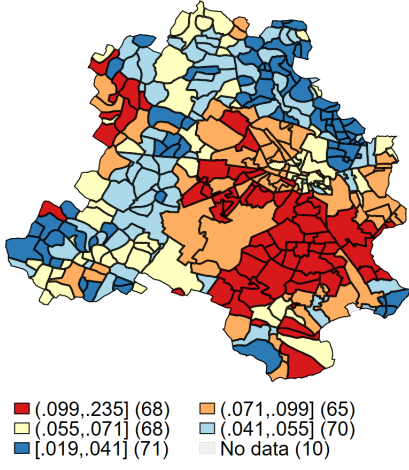 (.099,.235] (68) (.071,.099] (65)
(.055,.071] (68) (.041,.055] (70)
[.019,.041] (71) No data (10)